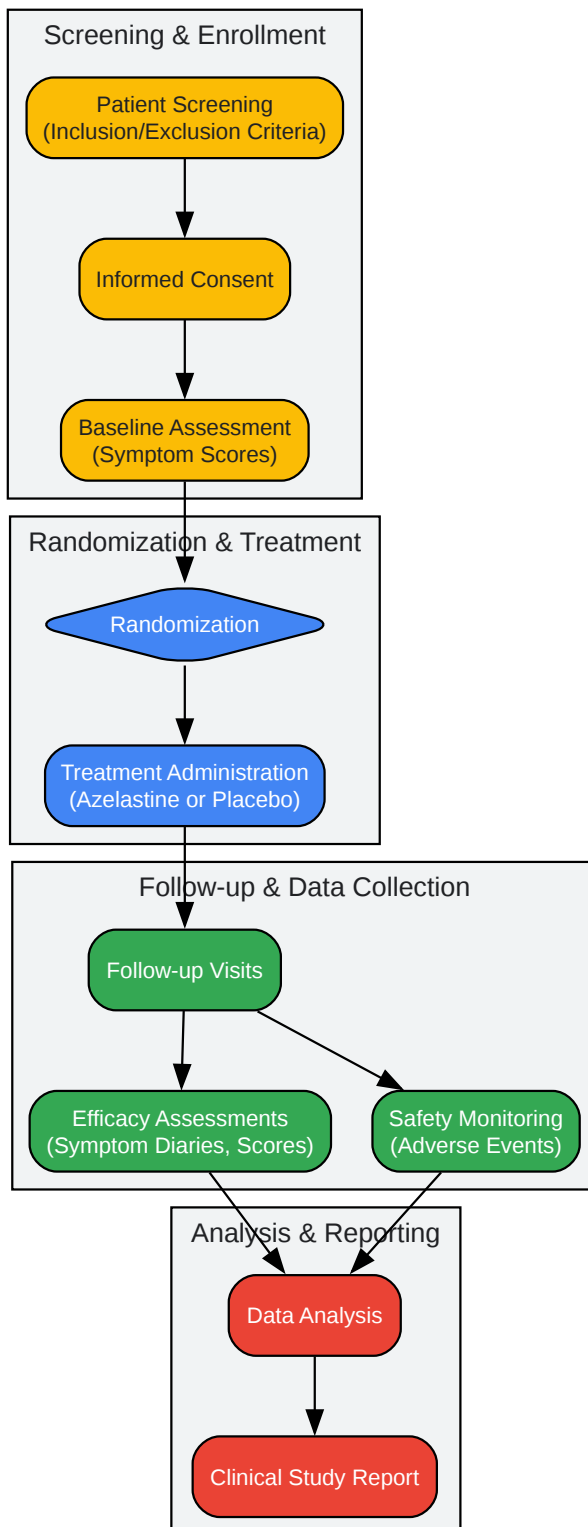 Screening & Enrollment
Patient Screening
(Inclusion/Exclusion Criteria)
Informed Consent
Baseline Assessment
(Symptom Scores)
Randomization & Treatment
Randomization
Treatment Administration
(Azelastine or Placebo)
Follow-up & Data Collection
Follow-up Visits
Efficacy Assessments
(Symptom Diaries, Scores)
Safety Monitoring
(Adverse Events)
Analysis & Reporting
Data Analysis
Clinical Study Report